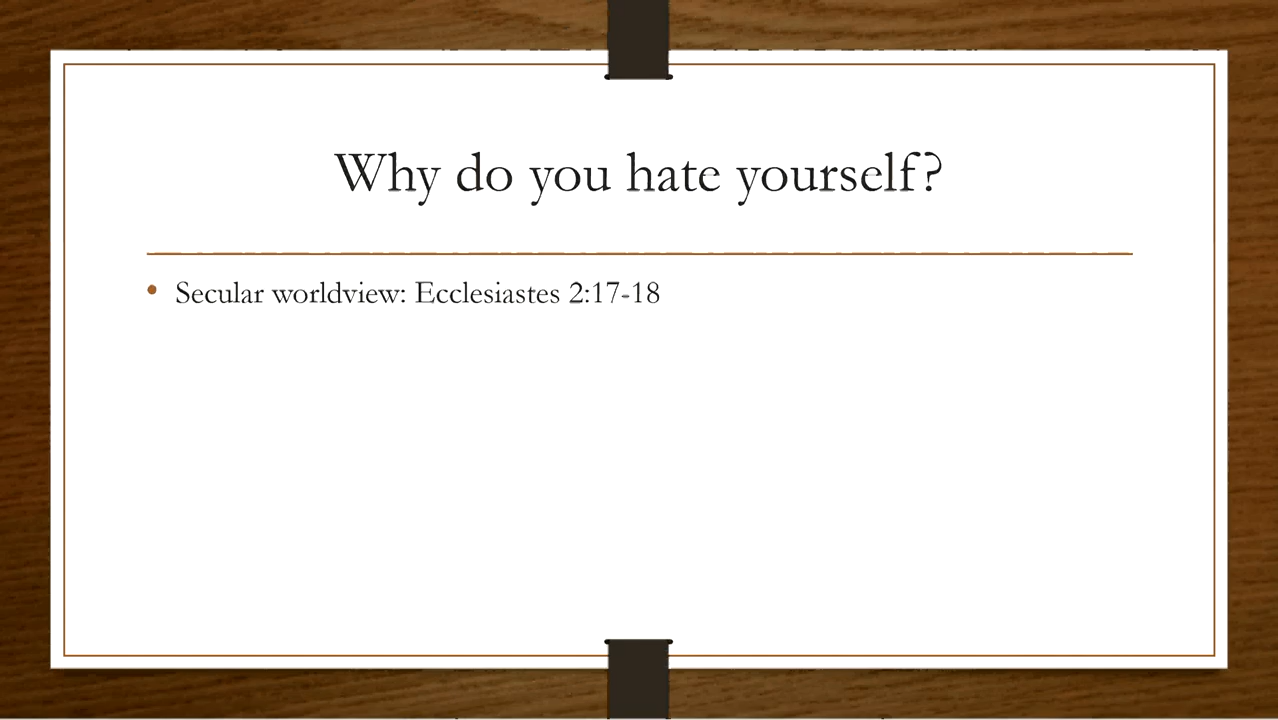 Why do you hate yourself?
• Secular worldview: Ecclesiastes 2:17-18